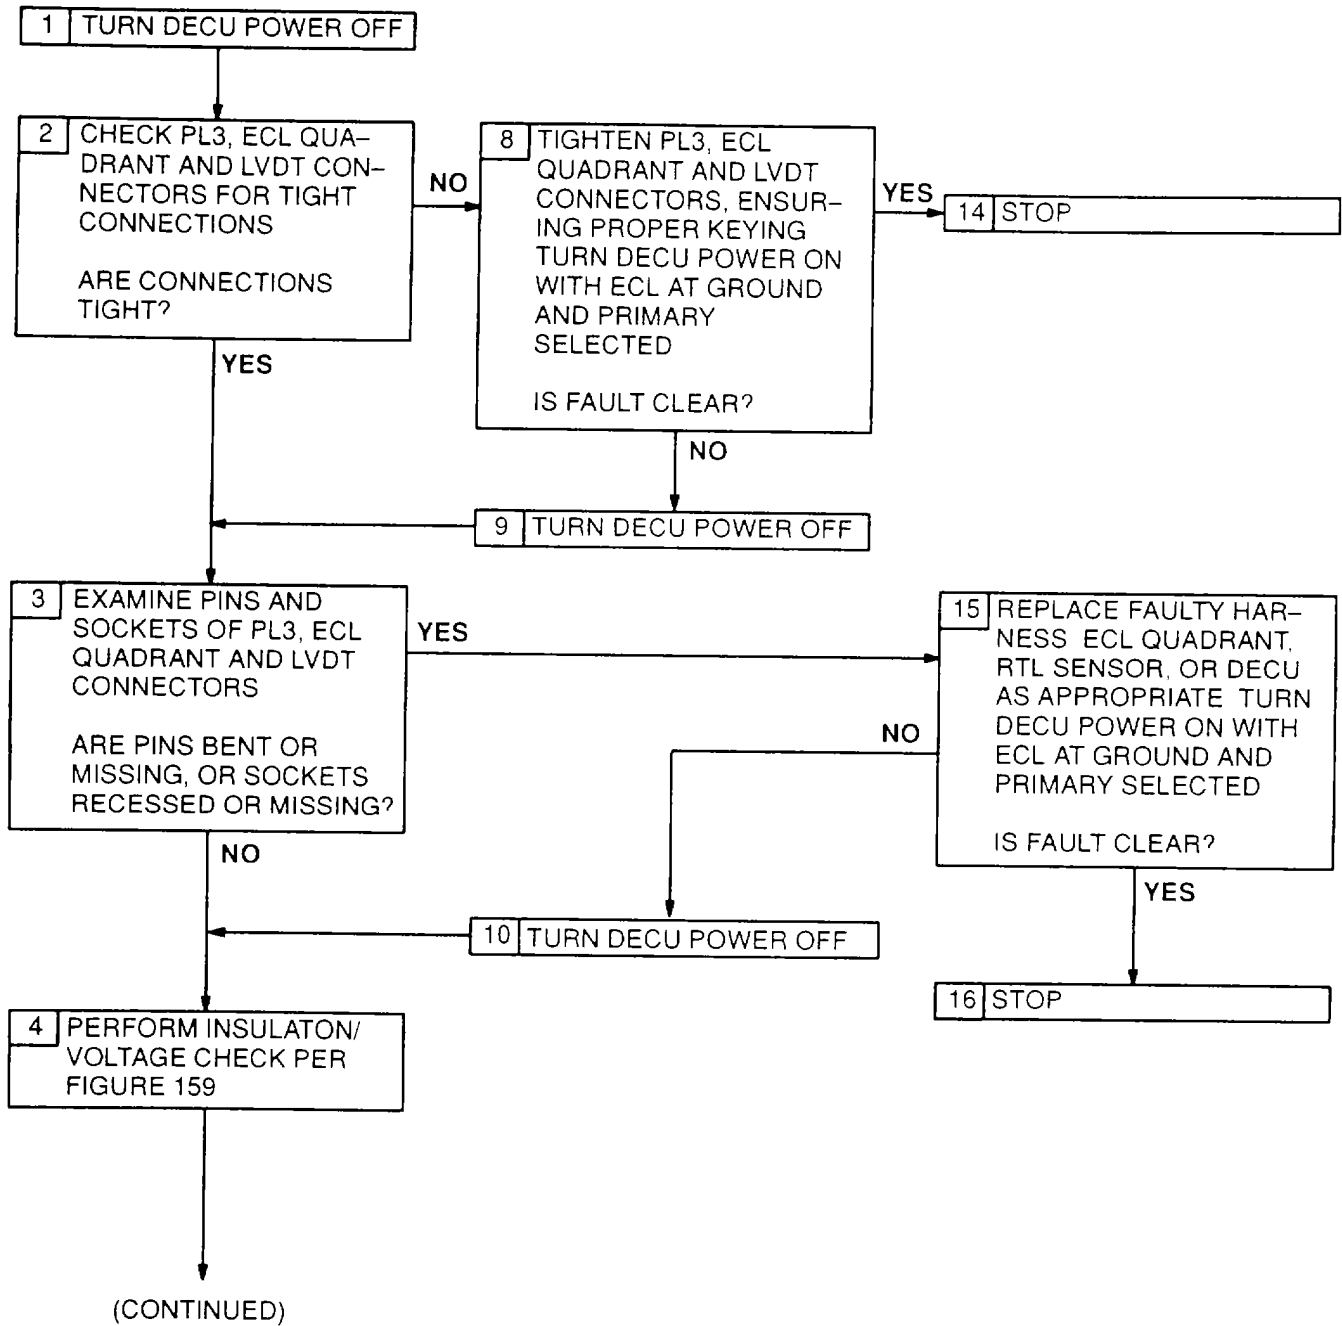 1 TURN DECU POWER OFF
2 CHECK PL3, ECL QUA-
DRANT AND LVDT CON-
NECTORS FOR TIGHT
CONNECTIONS
ARE CONNECTIONS
TIGHT?
NO
YES
8 TIGHTEN PL3, ECL
QUADRANT AND LVDT
CONNECTORS, ENSUR-
ING PROPER KEYING
TURN DECU POWER ON
WITH ECL AT GROUND
AND PRIMARY
SELECTED
IS FAULT CLEAR?
YES
14 STOP
NO
9 TURN DECU POWER OFF
3 EXAMINE PINS AND
SOCKETS OF PL3, ECL
QUADRANT AND LVDT
CONNECTORS
ARE PINS BENT OR
MISSING, OR SOCKETS
RECESSED OR MISSING?
YES
NO
15 REPLACE FAULTY HAR-
NESS ECL QUADRANT,
RTL SENSOR, OR DECU
AS APPROPRIATE TURN
DECU POWER ON WITH
ECL AT GROUND AND
PRIMARY SELECTED
IS FAULT CLEAR?
NO
YES
10 TURN DECU POWER OFF
16 STOP
4 PERFORM INSULATON/
VOLTAGE CHECK PER
FIGURE 159
(CONTINUED)